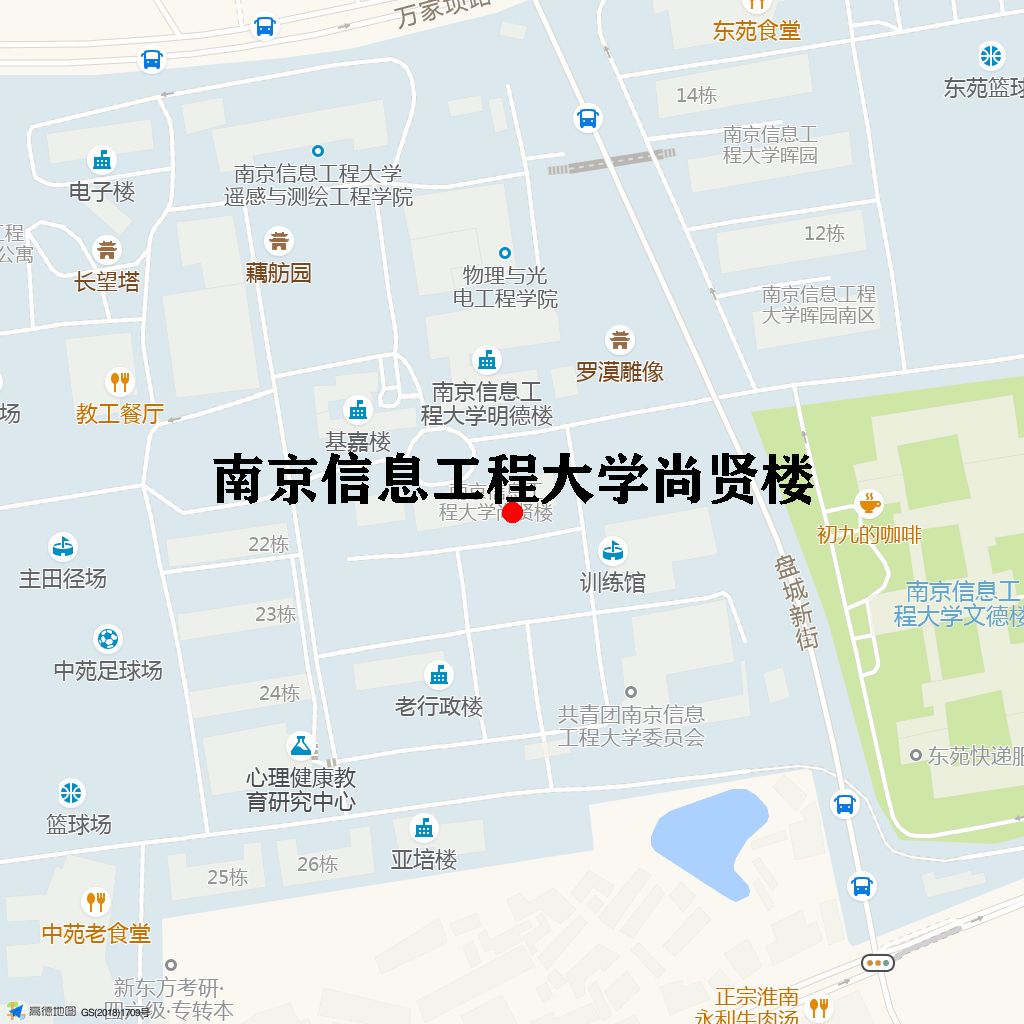 万家坝路
东苑食堂
东苑篮球
14栋
南京信息工
程大学晖园
南京信息工程大学
遥感与测绘工程学院
电子楼
工程
公寓
长望塔
藕舫园
12栋
物理与光
电工程学院
南京信息工程
大学晖园南区
罗漠雕像
南京信息工
程大学明德楼
教工餐厅
场
基嘉楼
南京信息工程大学尚贤楼
程大学尚贤楼
初九的咖啡
22栋
主田径场
训练馆
盘城新街
南京信息工
程大学文德楼
23栋
中苑足球场
24栋
老行政楼
共青团南京信息
工程大学委员会
东苑快递服
心理健康教
育研究中心
篮球场
亚培楼
26栋
25栋
中苑老食堂
新东方考研·
四六级·专转本
正宗淮南
永利牛肉汤
高德地图 GS(2018)1709号